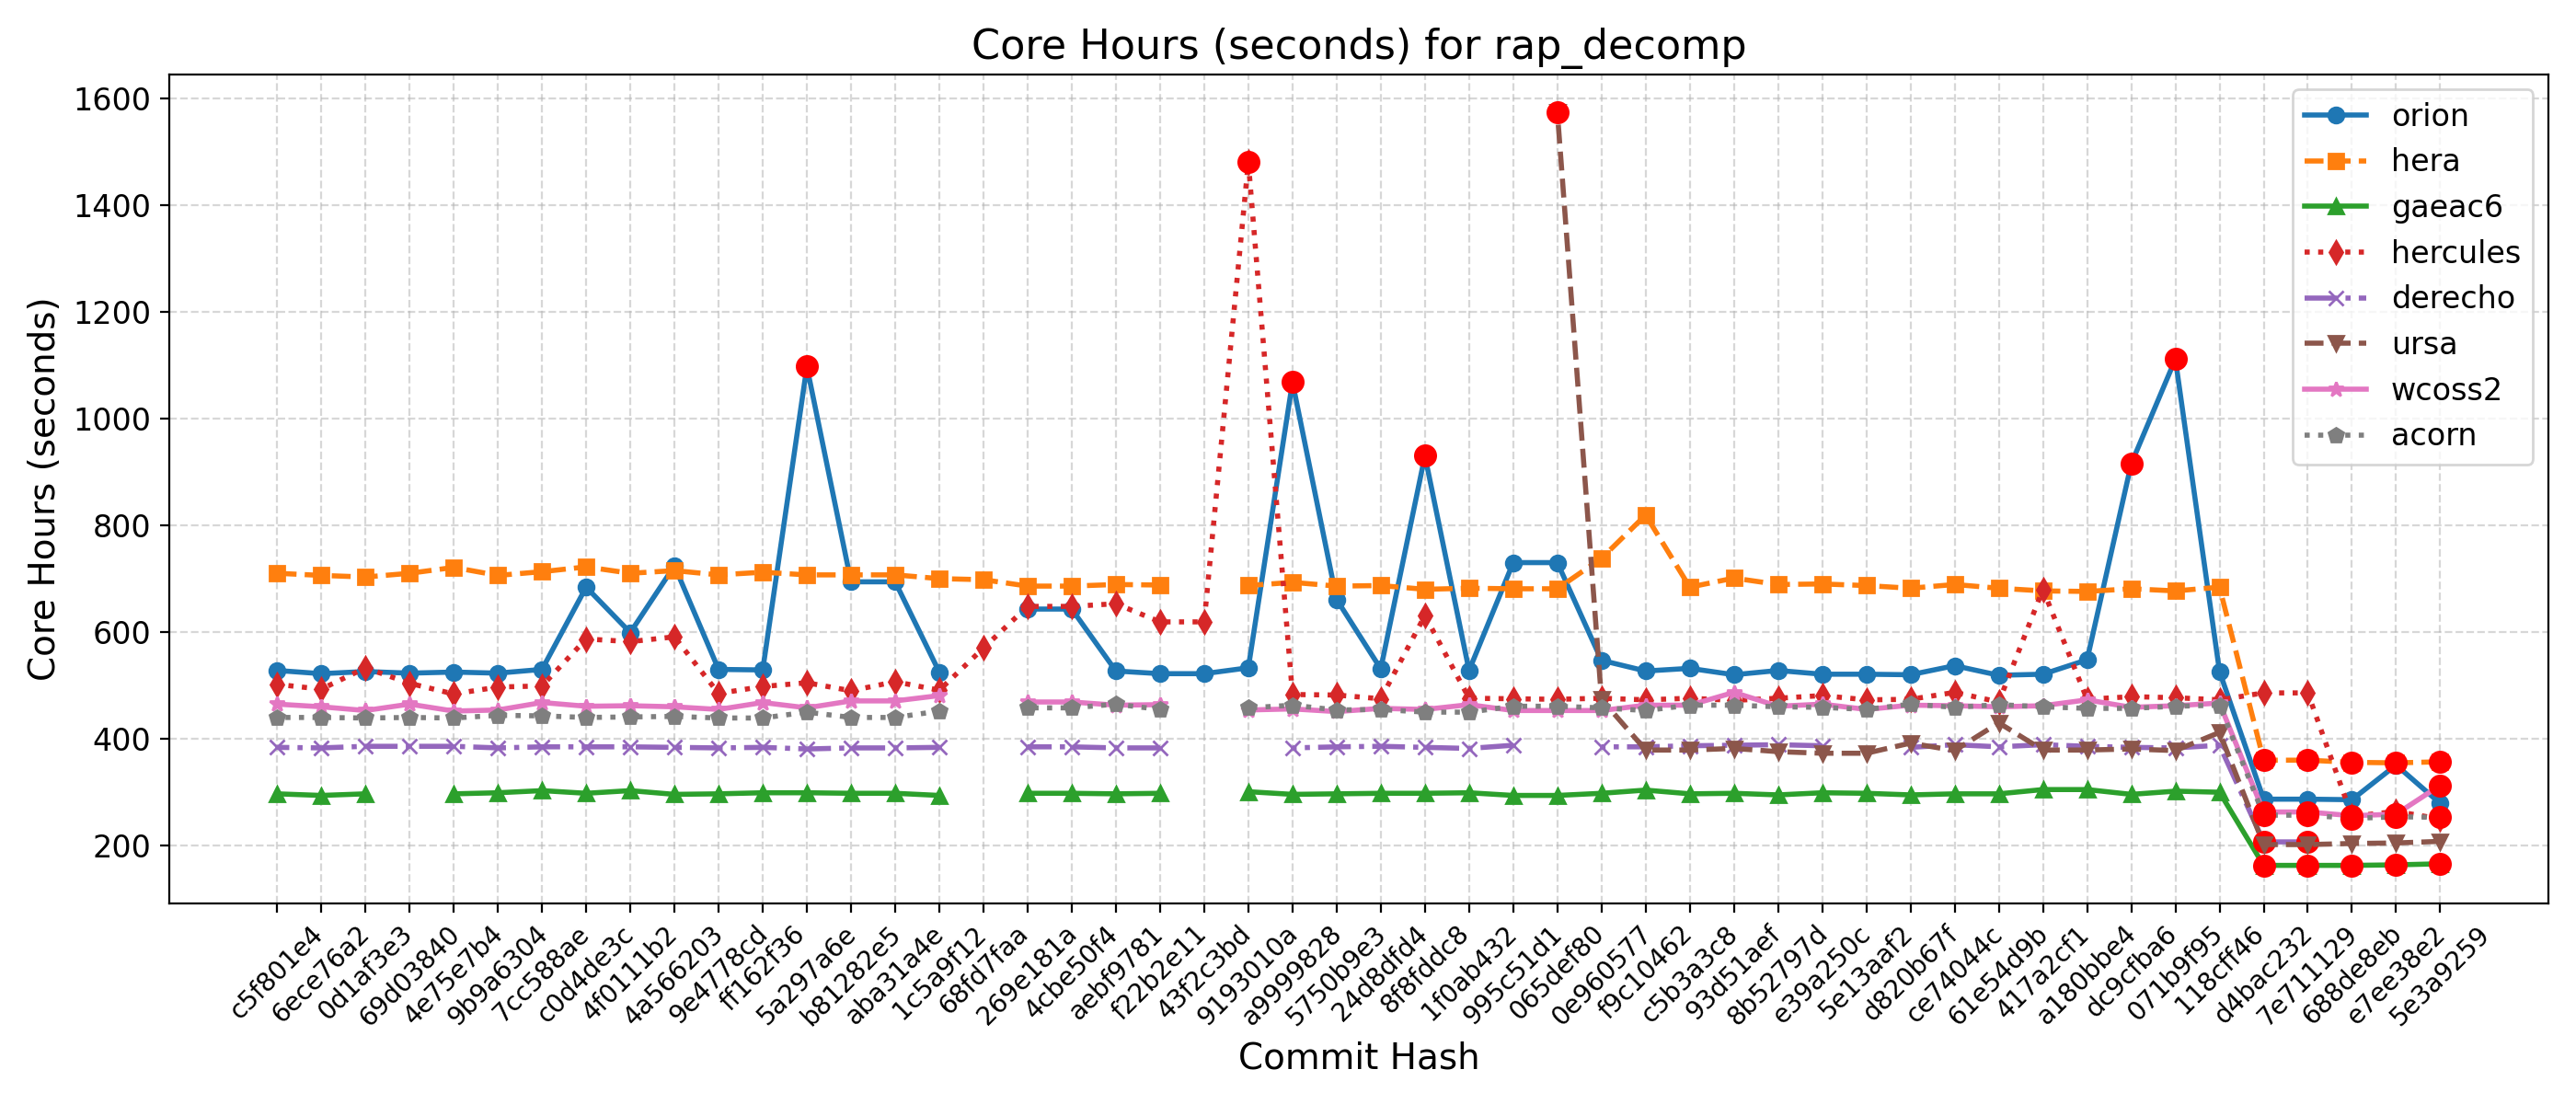 Core Hours (seconds) for rap_decomp
Core Hours (seconds)
1600
1400
1200
1000
800
600
400
200
orion
hera
gaeac6
hercules
derecho
ursa
wcoss2
acorn
c5f801e4
6ece76a2
0d1af3e3
69d03840
4e75e7b4
9b9a6304
7cc588ae
c0d4de3c
4f0111b2
4a566203
9e4778cd
ff162f36
5a297a6e
b81282e5
aba31a4e
1c5a9f12
68fd7faa
269e181a
4cbe50f4
aebf9781
f22b2e11
43f2c3bd
9193010a
a9999828
5750b9e3
24d8dfd4
8f8fddc8
1f0ab432
995c51d1
065def80
0e960577
f9c10462
c5b3a3c8
93d51aef
8b52797d
e39a250c
5e13aaf2
d820b67f
ce74044c
61e54d9b
417a2cf1
a180bbe4
dc9cfba6
071b9f95
118cff46
d4bac232
7e711129
688de8eb
e7ee38e2
5e3a9259
Commit Hash